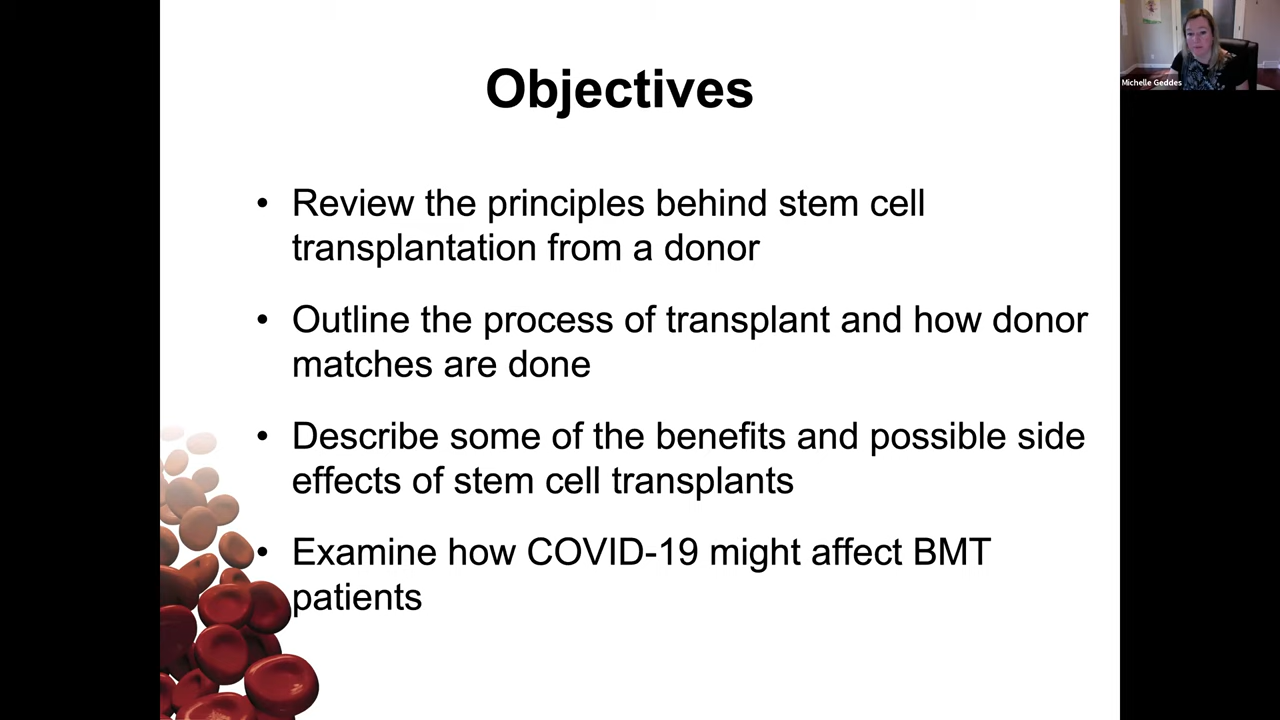 Objectives
Michelle Geddes
• Review the principles behind stem cell
transplantation from a donor
• Outline the process of transplant and how donor
matches are done
• Describe some of the benefits and possible side
effects of stem cell transplants
• Examine how COVID-19 might affect BMT
patients